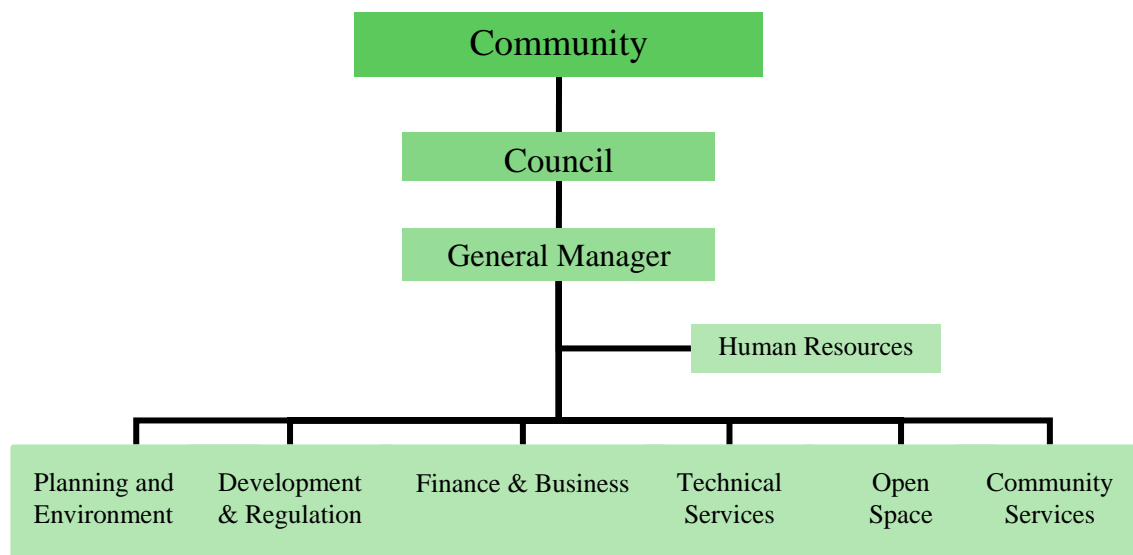 Community
Council
General Manager
Human Resources
Planning and
Environment
Development
& Regulation
Finance & Business
Technical
Services
Open
Space
Community
Services